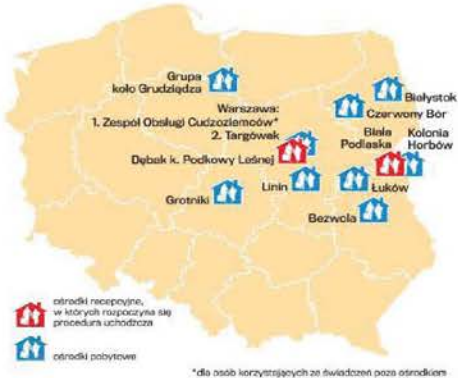 Grupa
koło Grudziądza
Białystok
Czerwony Bór
Warszawa:
1. Zespół Obsługi Cudzoziemców*
2. Targówek
Biała
Podlaska
Kolonia
Horbów
Dębak k. Podkowy Leśnej
Linin
Łuków
Grotniki
Bezwola
ośrodki recepcyjne,
w których rozpoczyna się
procedura uchodźcza
ośrodki pobytowe
*dla osób korzystających ze świadczeń poza ośrodkiem